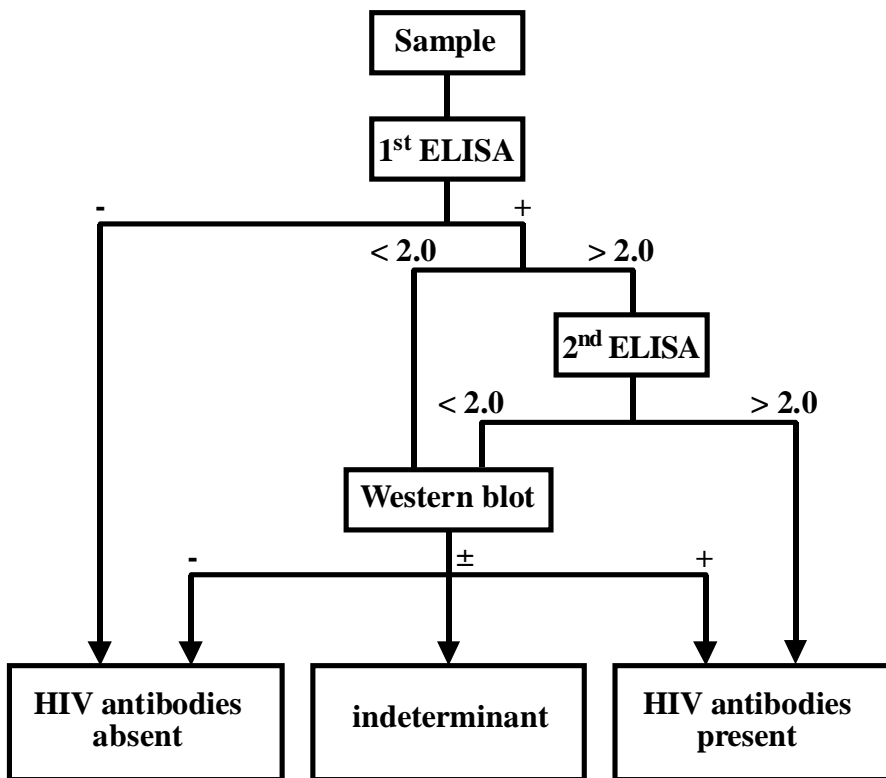 Sample
1st ELISA
- +
< 2.0 > 2.0
2nd ELISA
< 2.0 > 2.0
Western blot
- ± +
HIV antibodies
absent
indeterminant
HIV antibodies
present